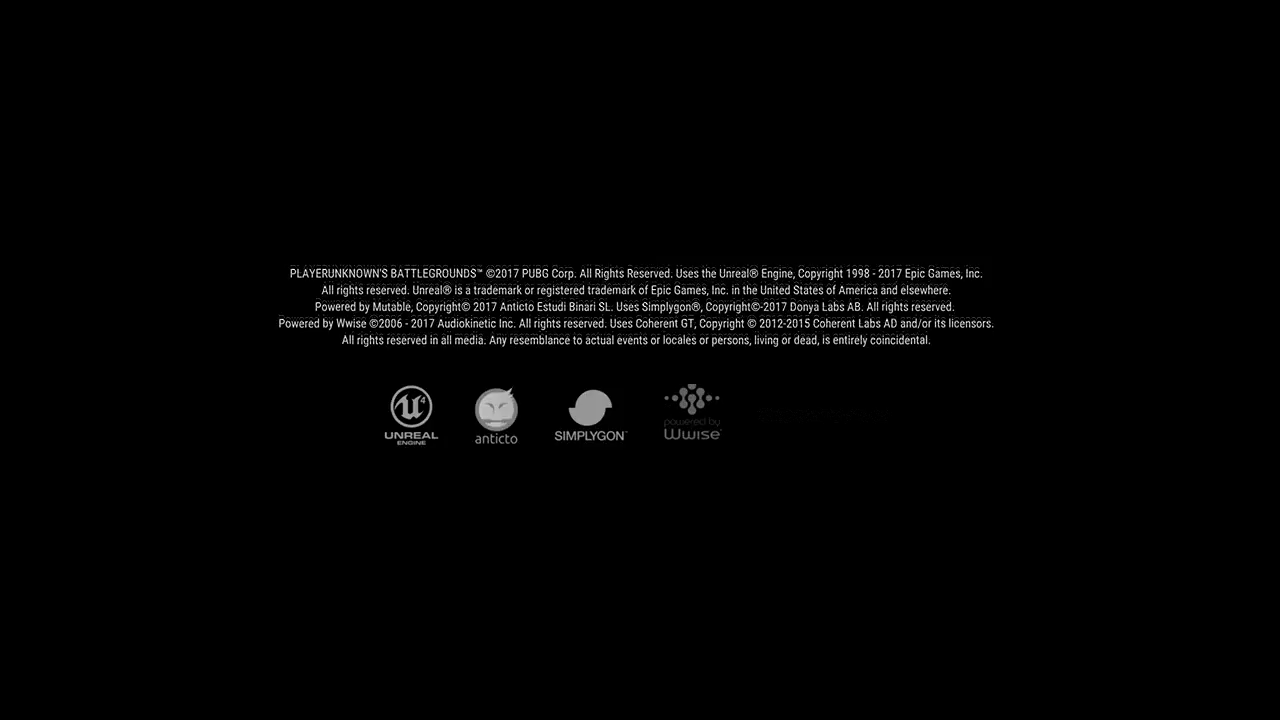 PLAYERUNKNOWN'S BATTLEGROUNDS™ ©2017 PUBG Corp. All Rights Reserved. Uses the Unreal® Engine, Copyright 1998 - 2017 Epic Games, Inc.
All rights reserved. Unreal® is a trademark or registered trademark of Epic Games, Inc. in the United States of America and elsewhere.
Powered by Mutable, Copyright© 2017 Anticto Estudi Binari SL. Uses Simplygon®, Copyright©-2017 Donya Labs AB. All rights reserved.
Powered by Wwise ©2006 - 2017 Audiokinetic Inc. All rights reserved. Uses Coherent GT, Copyright © 2012-2015 Coherent Labs AD and/or its licensors.
All rights reserved in all media. Any resemblance to actual events or locales or persons, living or dead, is entirely coincidental.
U4
UNREAL
ENGINE
anticto
SIMPLYGON™
powered by
Wwise™